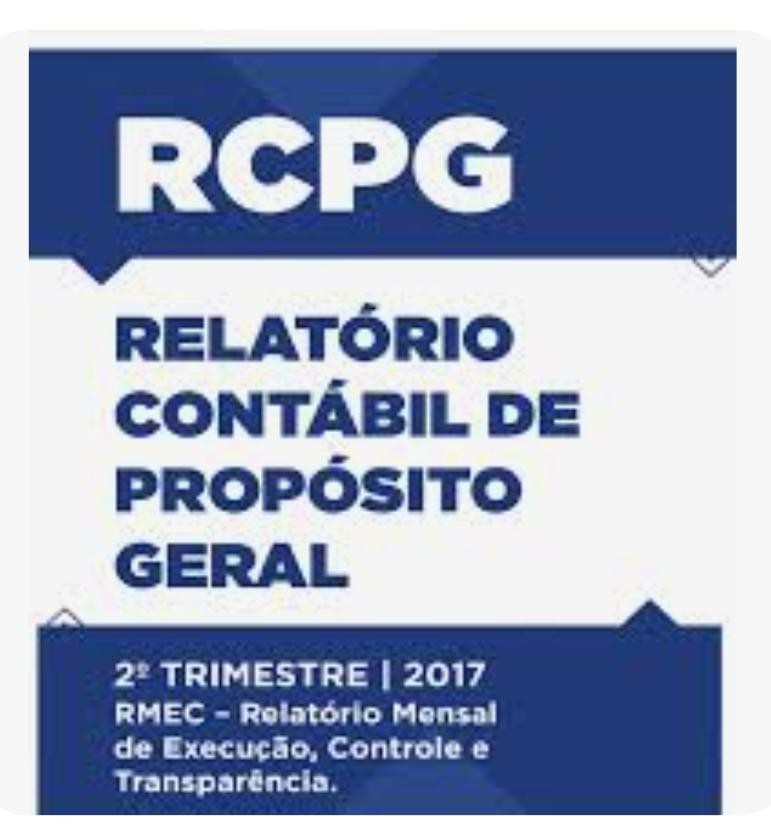 RCPG
RELATÓRIO
CONTÁBIL DE
PROPÓSITO
GERAL
2º TRIMESTRE | 2017
RMEC – Relatório Mensal
de Execução, Controle e
Transparência.